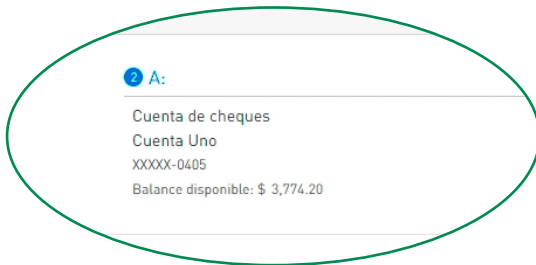 2 A:
Cuenta de cheques
Cuenta Uno
XXXXX-0405
Balance disponible: $ 3,774.20